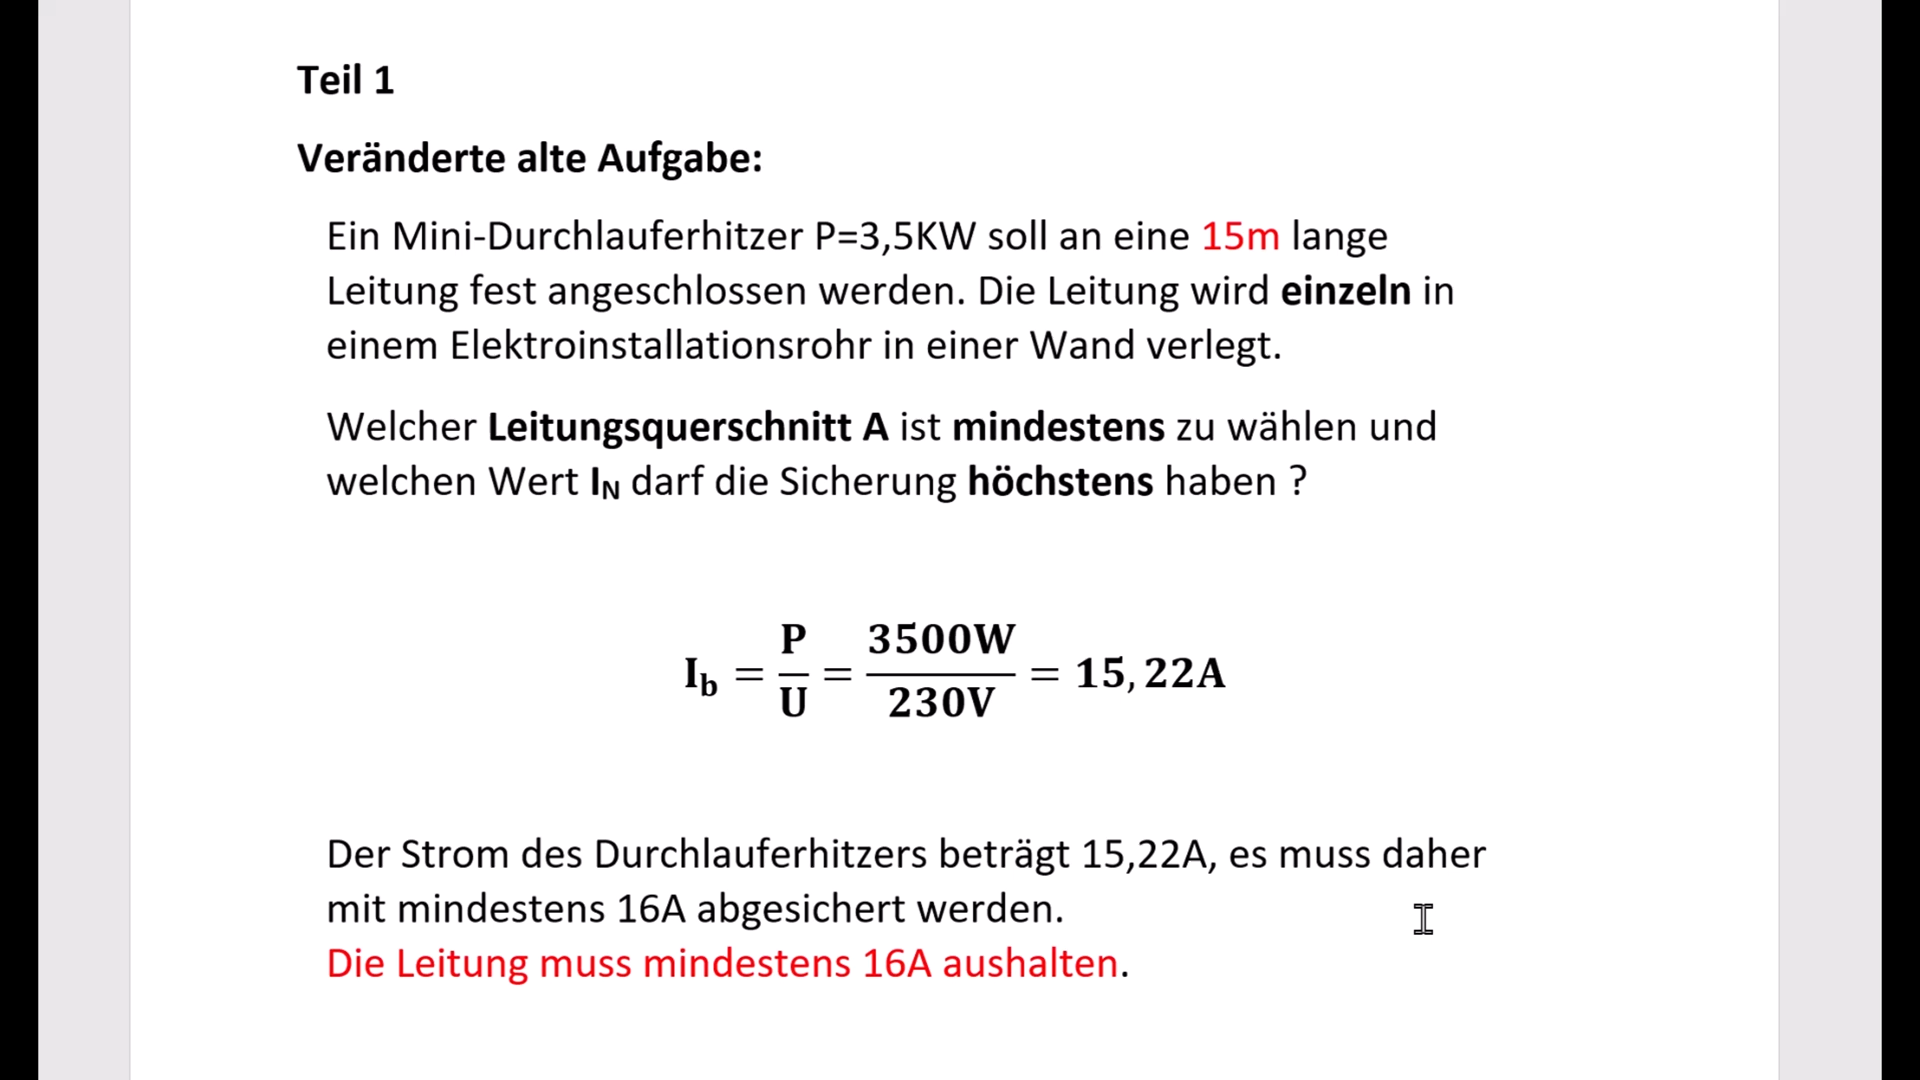 Teil 1
Veränderte alte Aufgabe:
Ein Mini-Durchlauferhitzer P=3,5KW soll an eine 15m lange
Leitung fest angeschlossen werden. Die Leitung wird einzeln in
einem Elektroinstallationsrohr in einer Wand verlegt.
Welcher Leitungsquerschnitt A ist mindestens zu wählen und
welchen Wert I_N darf die Sicherung höchstens haben ?
I_b = P/U = 3500W/230V = 15,22A
Der Strom des Durchlauferhitzers beträgt 15,22A, es muss daher
mit mindestens 16A abgesichert werden.
Die Leitung muss mindestens 16A aushalten.